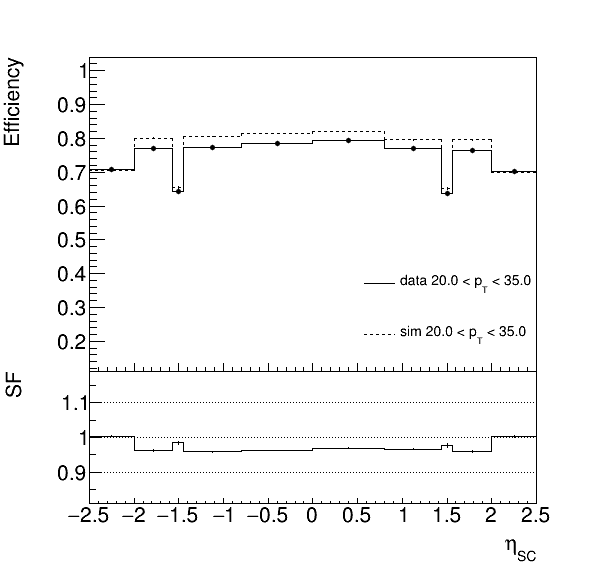 Efficiency
1
0.9
0.8
0.7
0.6
0.5
0.4
0.3
0.2
data 20.0 < p_T < 35.0
sim 20.0 < p_T < 35.0
SF
1.1
1
0.9
−2.5 −2 −1.5 −1 −0.5 0 0.5 1 1.5 2 2.5
η_SC